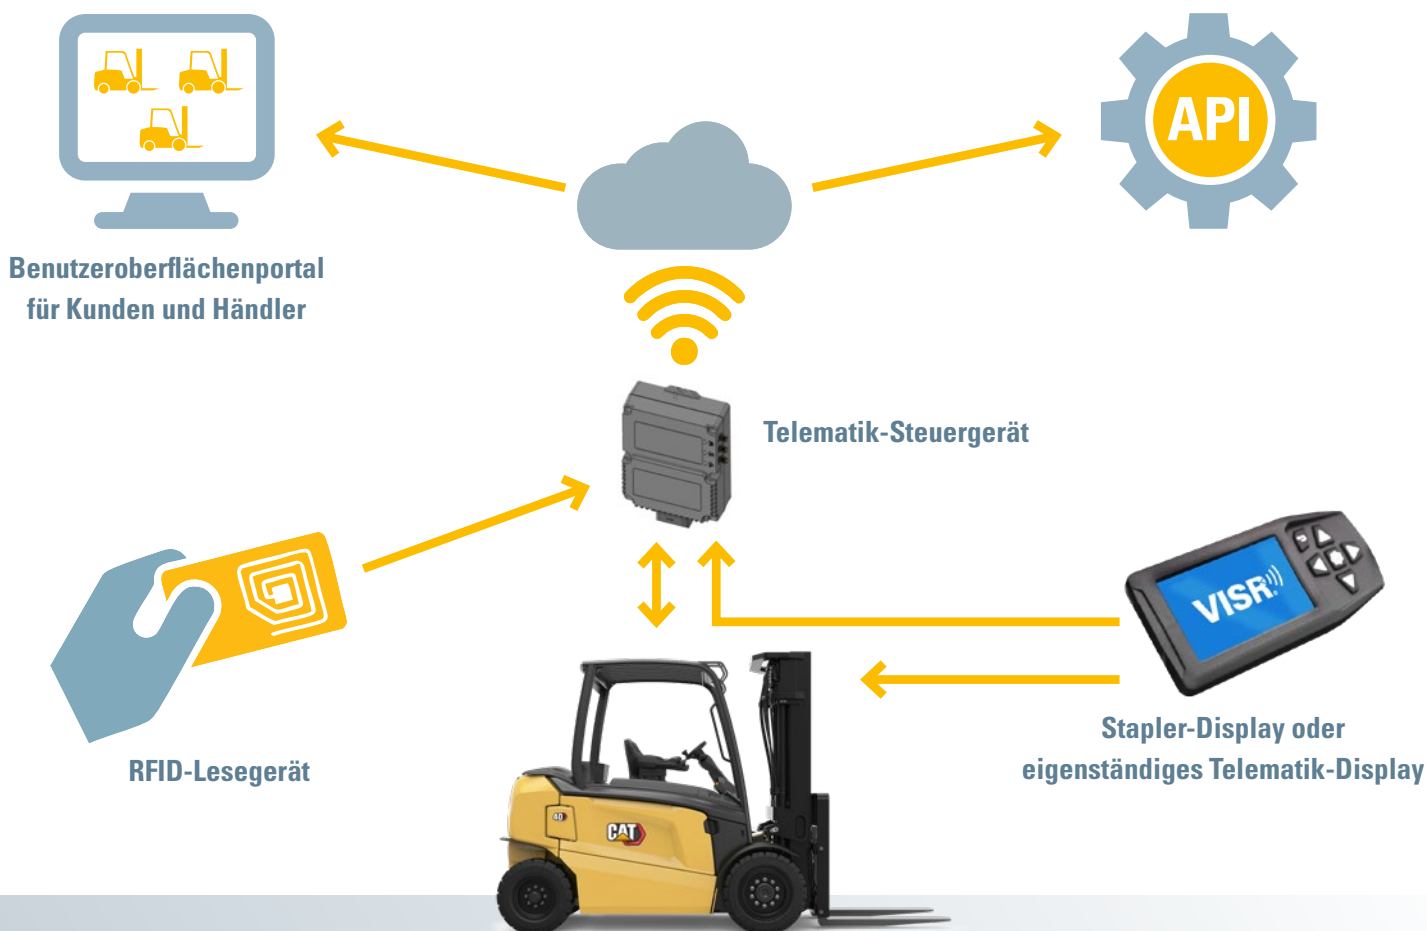 API
Benutzeroberflächenportal
für Kunden und Händler
Telematik-Steuergerät
VISR
RFID-Lesegerät
Stapler-Display oder
eigenständiges Telematik-Display
40
CAT